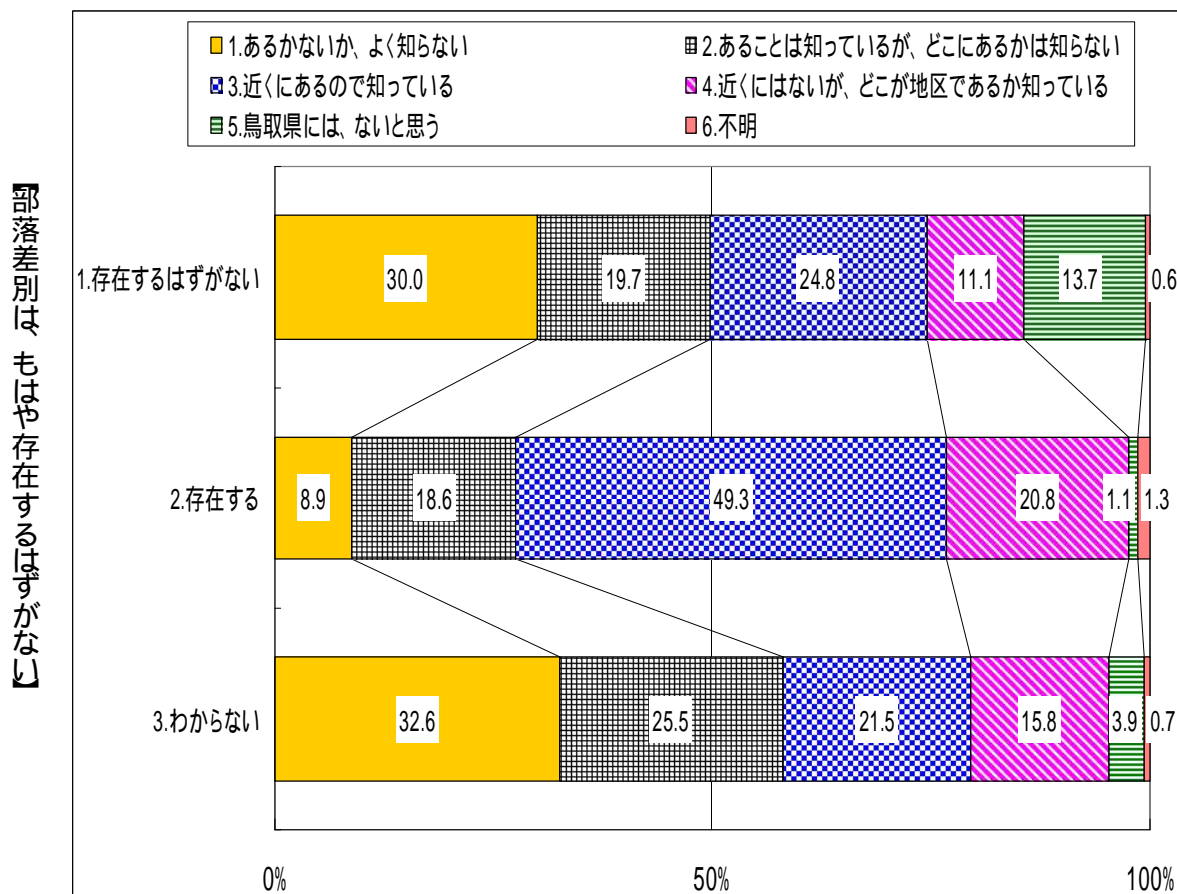 1.あるかないか、よく知らない
2.あることは知っているが、どこにあるかは知らない
3.近くにあるので知っている
4.近くにはないが、どこが地区であるか知っている
5.鳥取県には、ないと思う
6.不明
【部落差別は、もはや存在するはずがない】
1.存在するはずがない
30.0
19.7
24.8
11.1
13.7
0.6
2.存在する
8.9
18.6
49.3
20.8
1.1
1.3
3.わからない
32.6
25.5
21.5
15.8
3.9
0.7
0%
50%
100%